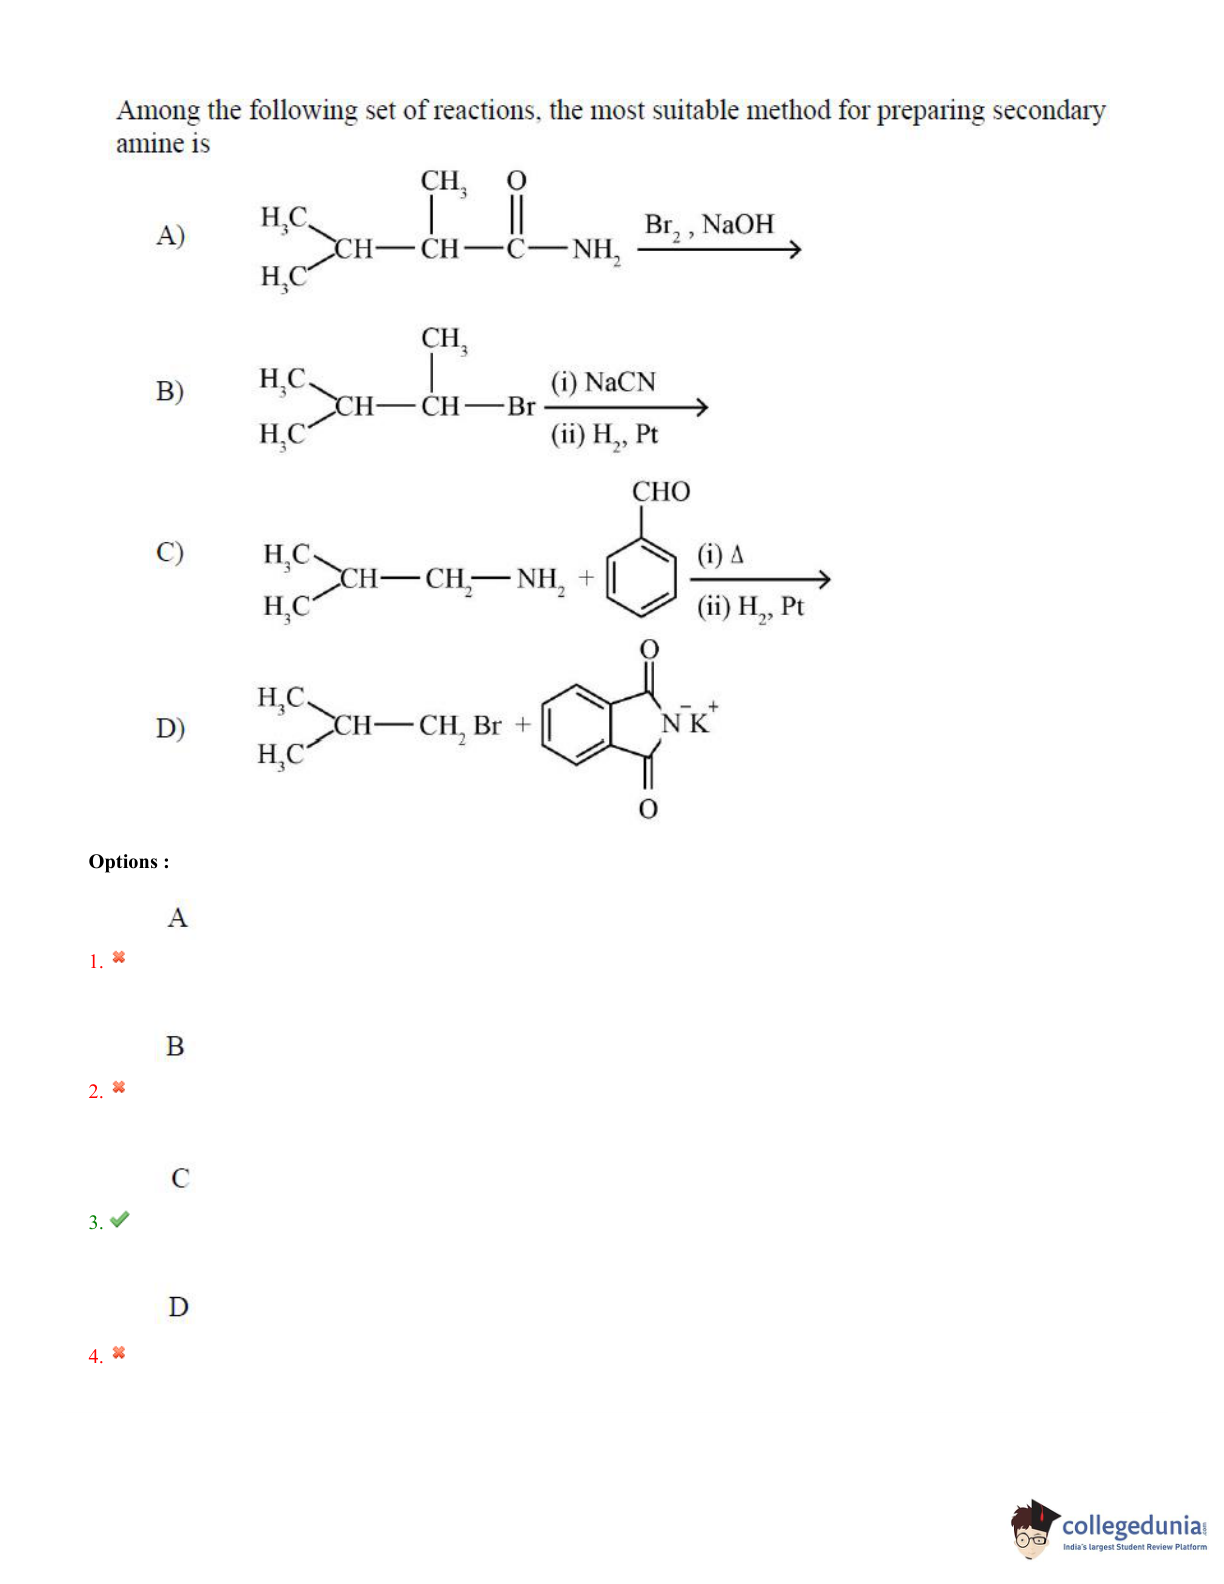 Among the following set of reactions, the most suitable method for preparing secondary
amine is
A)
CH₃ O
H₃C
CH—CH—C—NH₂ Br₂ , NaOH
H₃C
B)
CH₃
H₃C
CH—CH—Br (i) NaCN
H₃C
(ii) H₂, Pt
C)
CHO
H₃C
CH—CH₂—NH₂ + (i) Δ
H₃C
(ii) H₂, Pt
D)
O
H₃C
CH—CH₂ Br + N⁻K⁺
H₃C
O
Options :
A
1.
B
2.
C
3.
D
4.
collegedunia.com
India's largest Student Review Platform